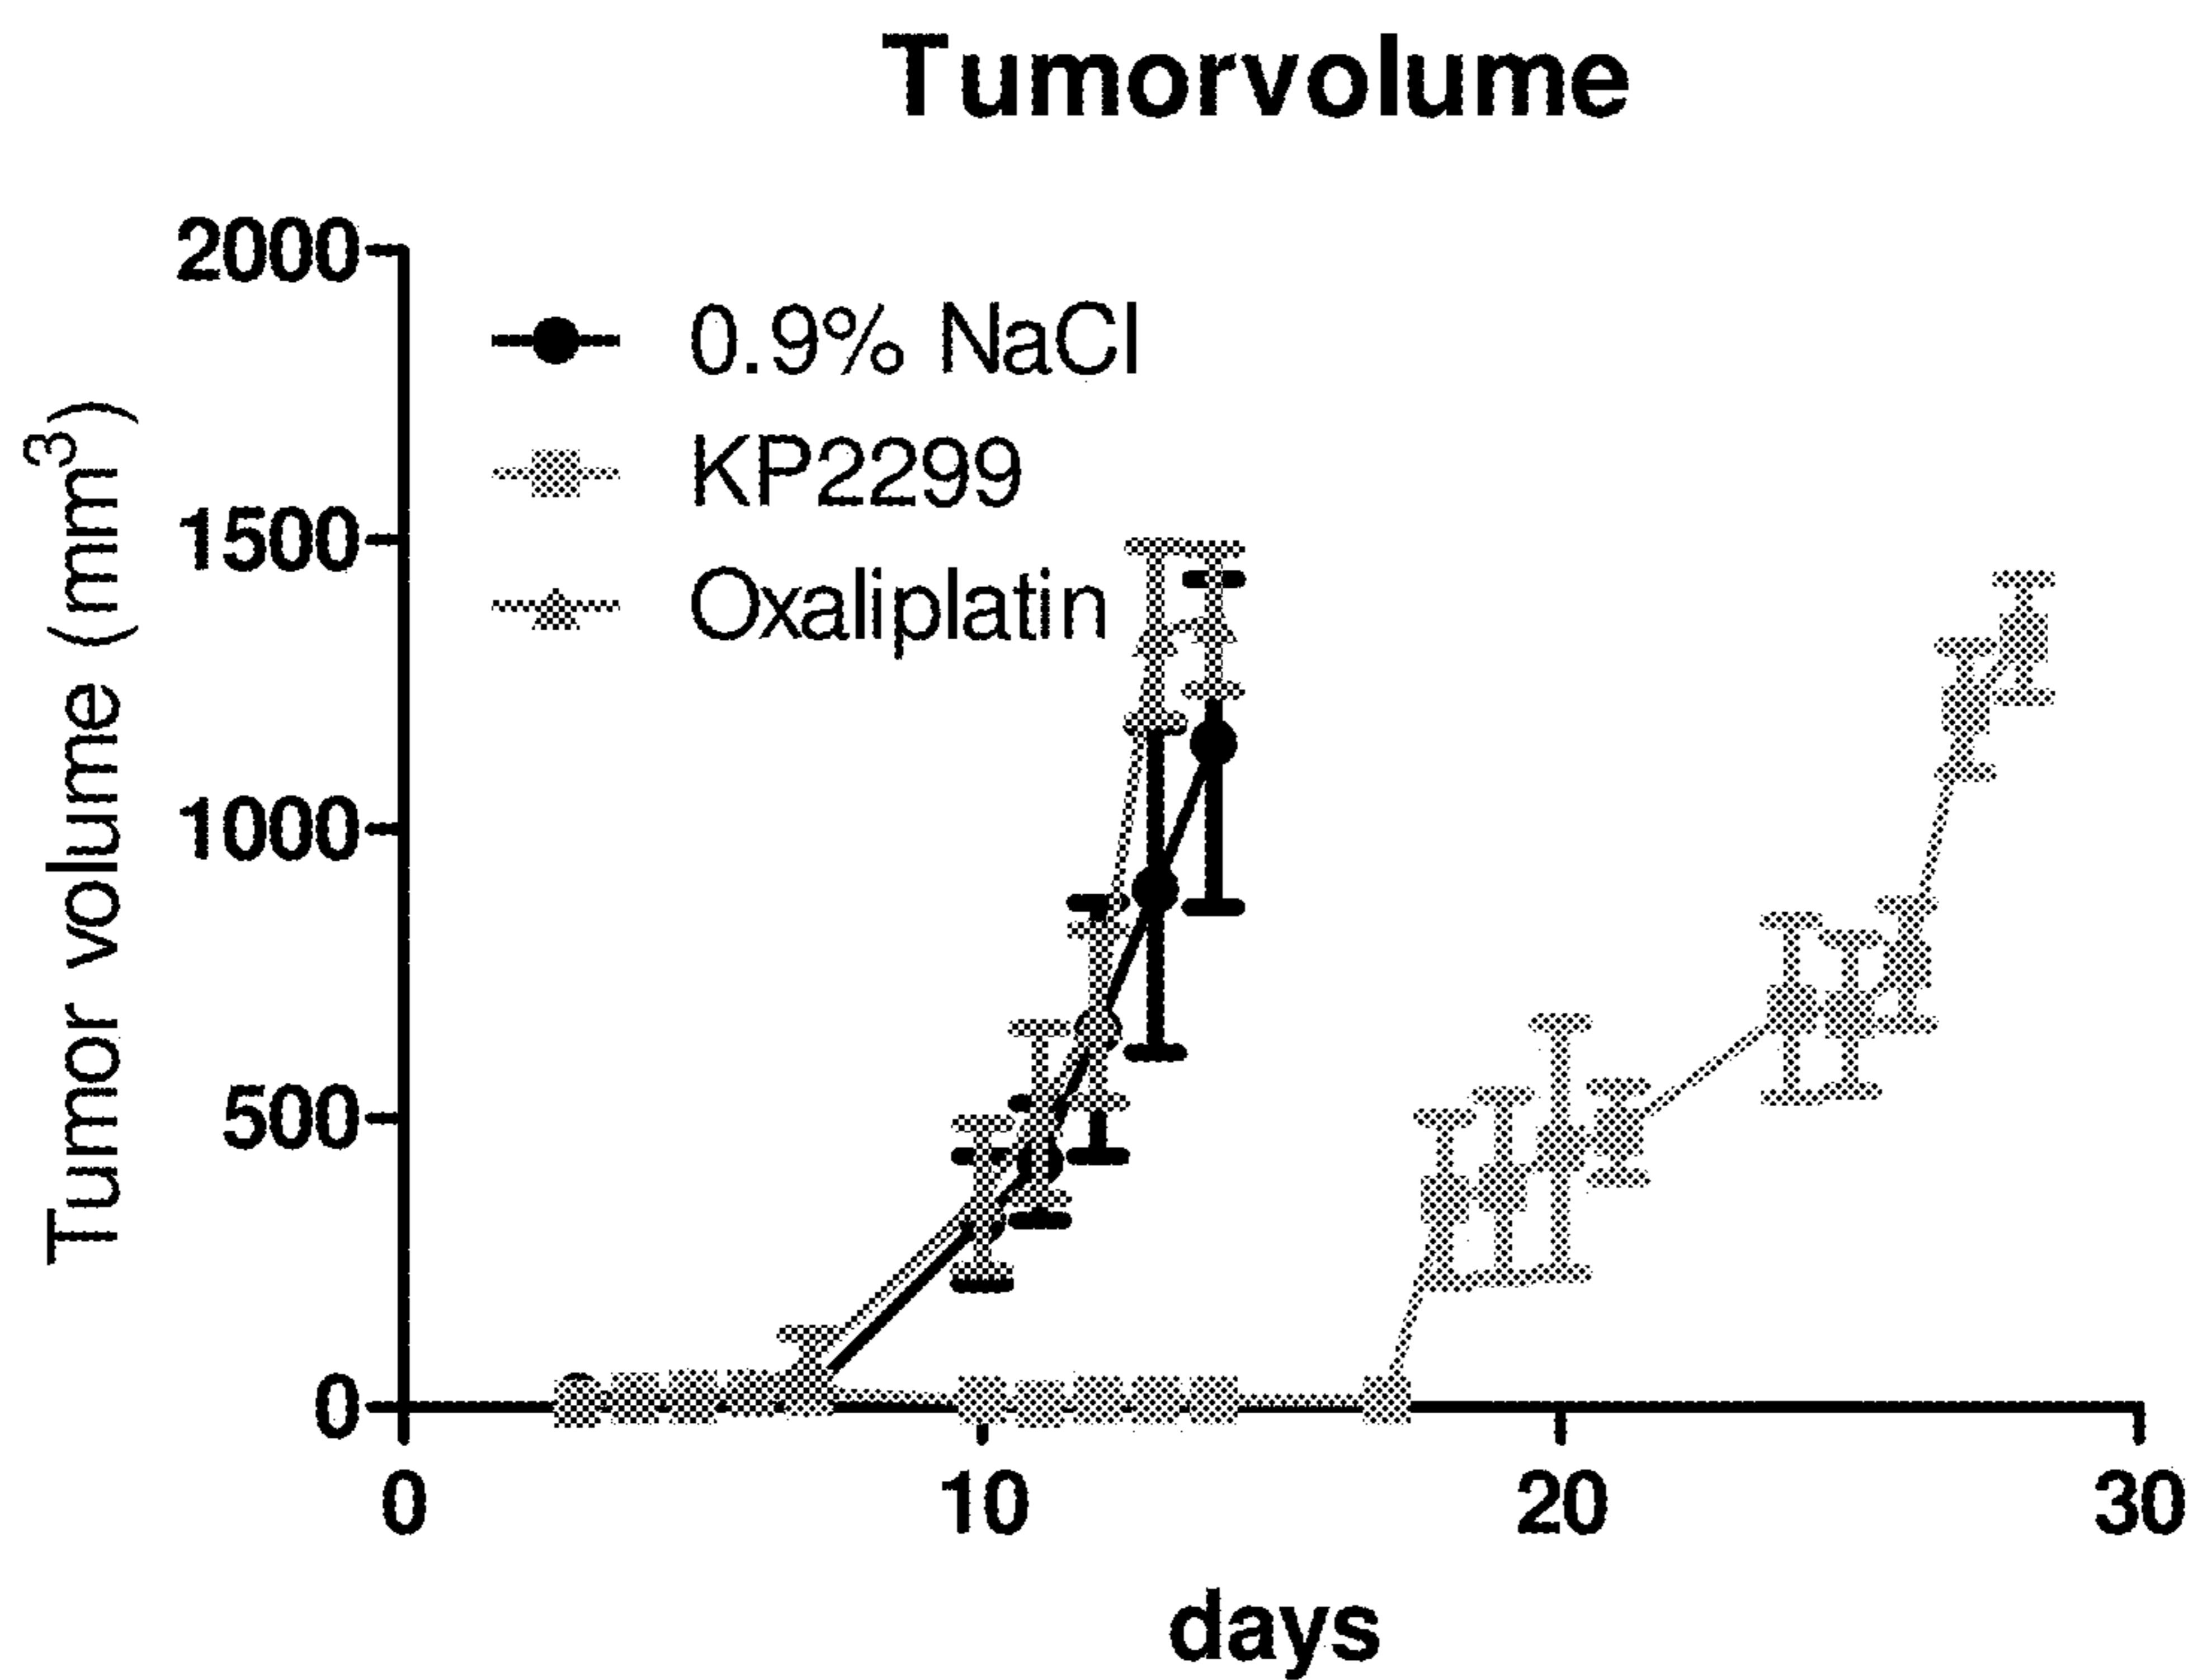 Tumorvolume
2000
1500
1000
500
0
Tumor volume (mm³)
0.9% NaCl
KP2299
Oxaliplatin
0 10 20 30
days